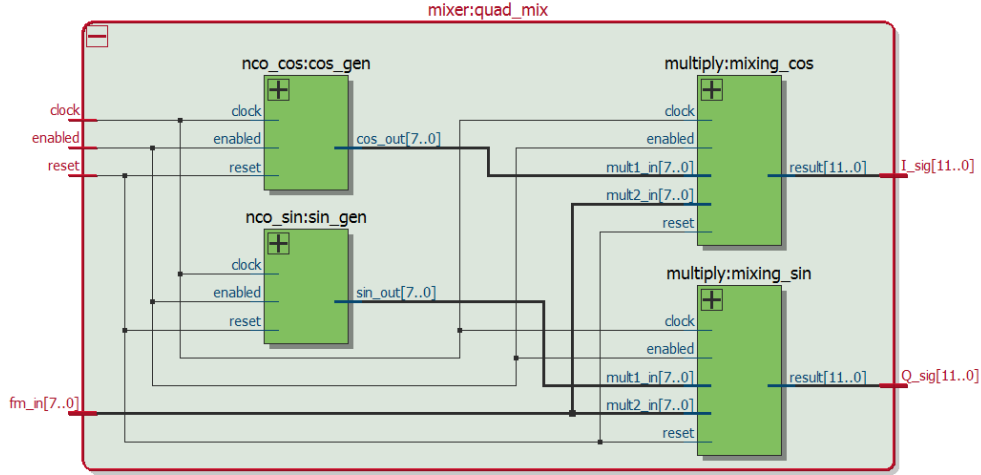 mixer:quad_mix
nco_cos:cos_gen
multiply:mixing_cos
clock
clock
clock
enabled
enabled
cos_out[7..0]
enabled
reset
reset
mult1_in[7..0]
result[11..0]
I_sig[11..0]
mult2_in[7..0]
nco_sin:sin_gen
reset
clock
multiply:mixing_sin
enabled
sin_out[7..0]
reset
clock
enabled
mult1_in[7..0]
result[11..0]
Q_sig[11..0]
fm_in[7..0]
mult2_in[7..0]
reset